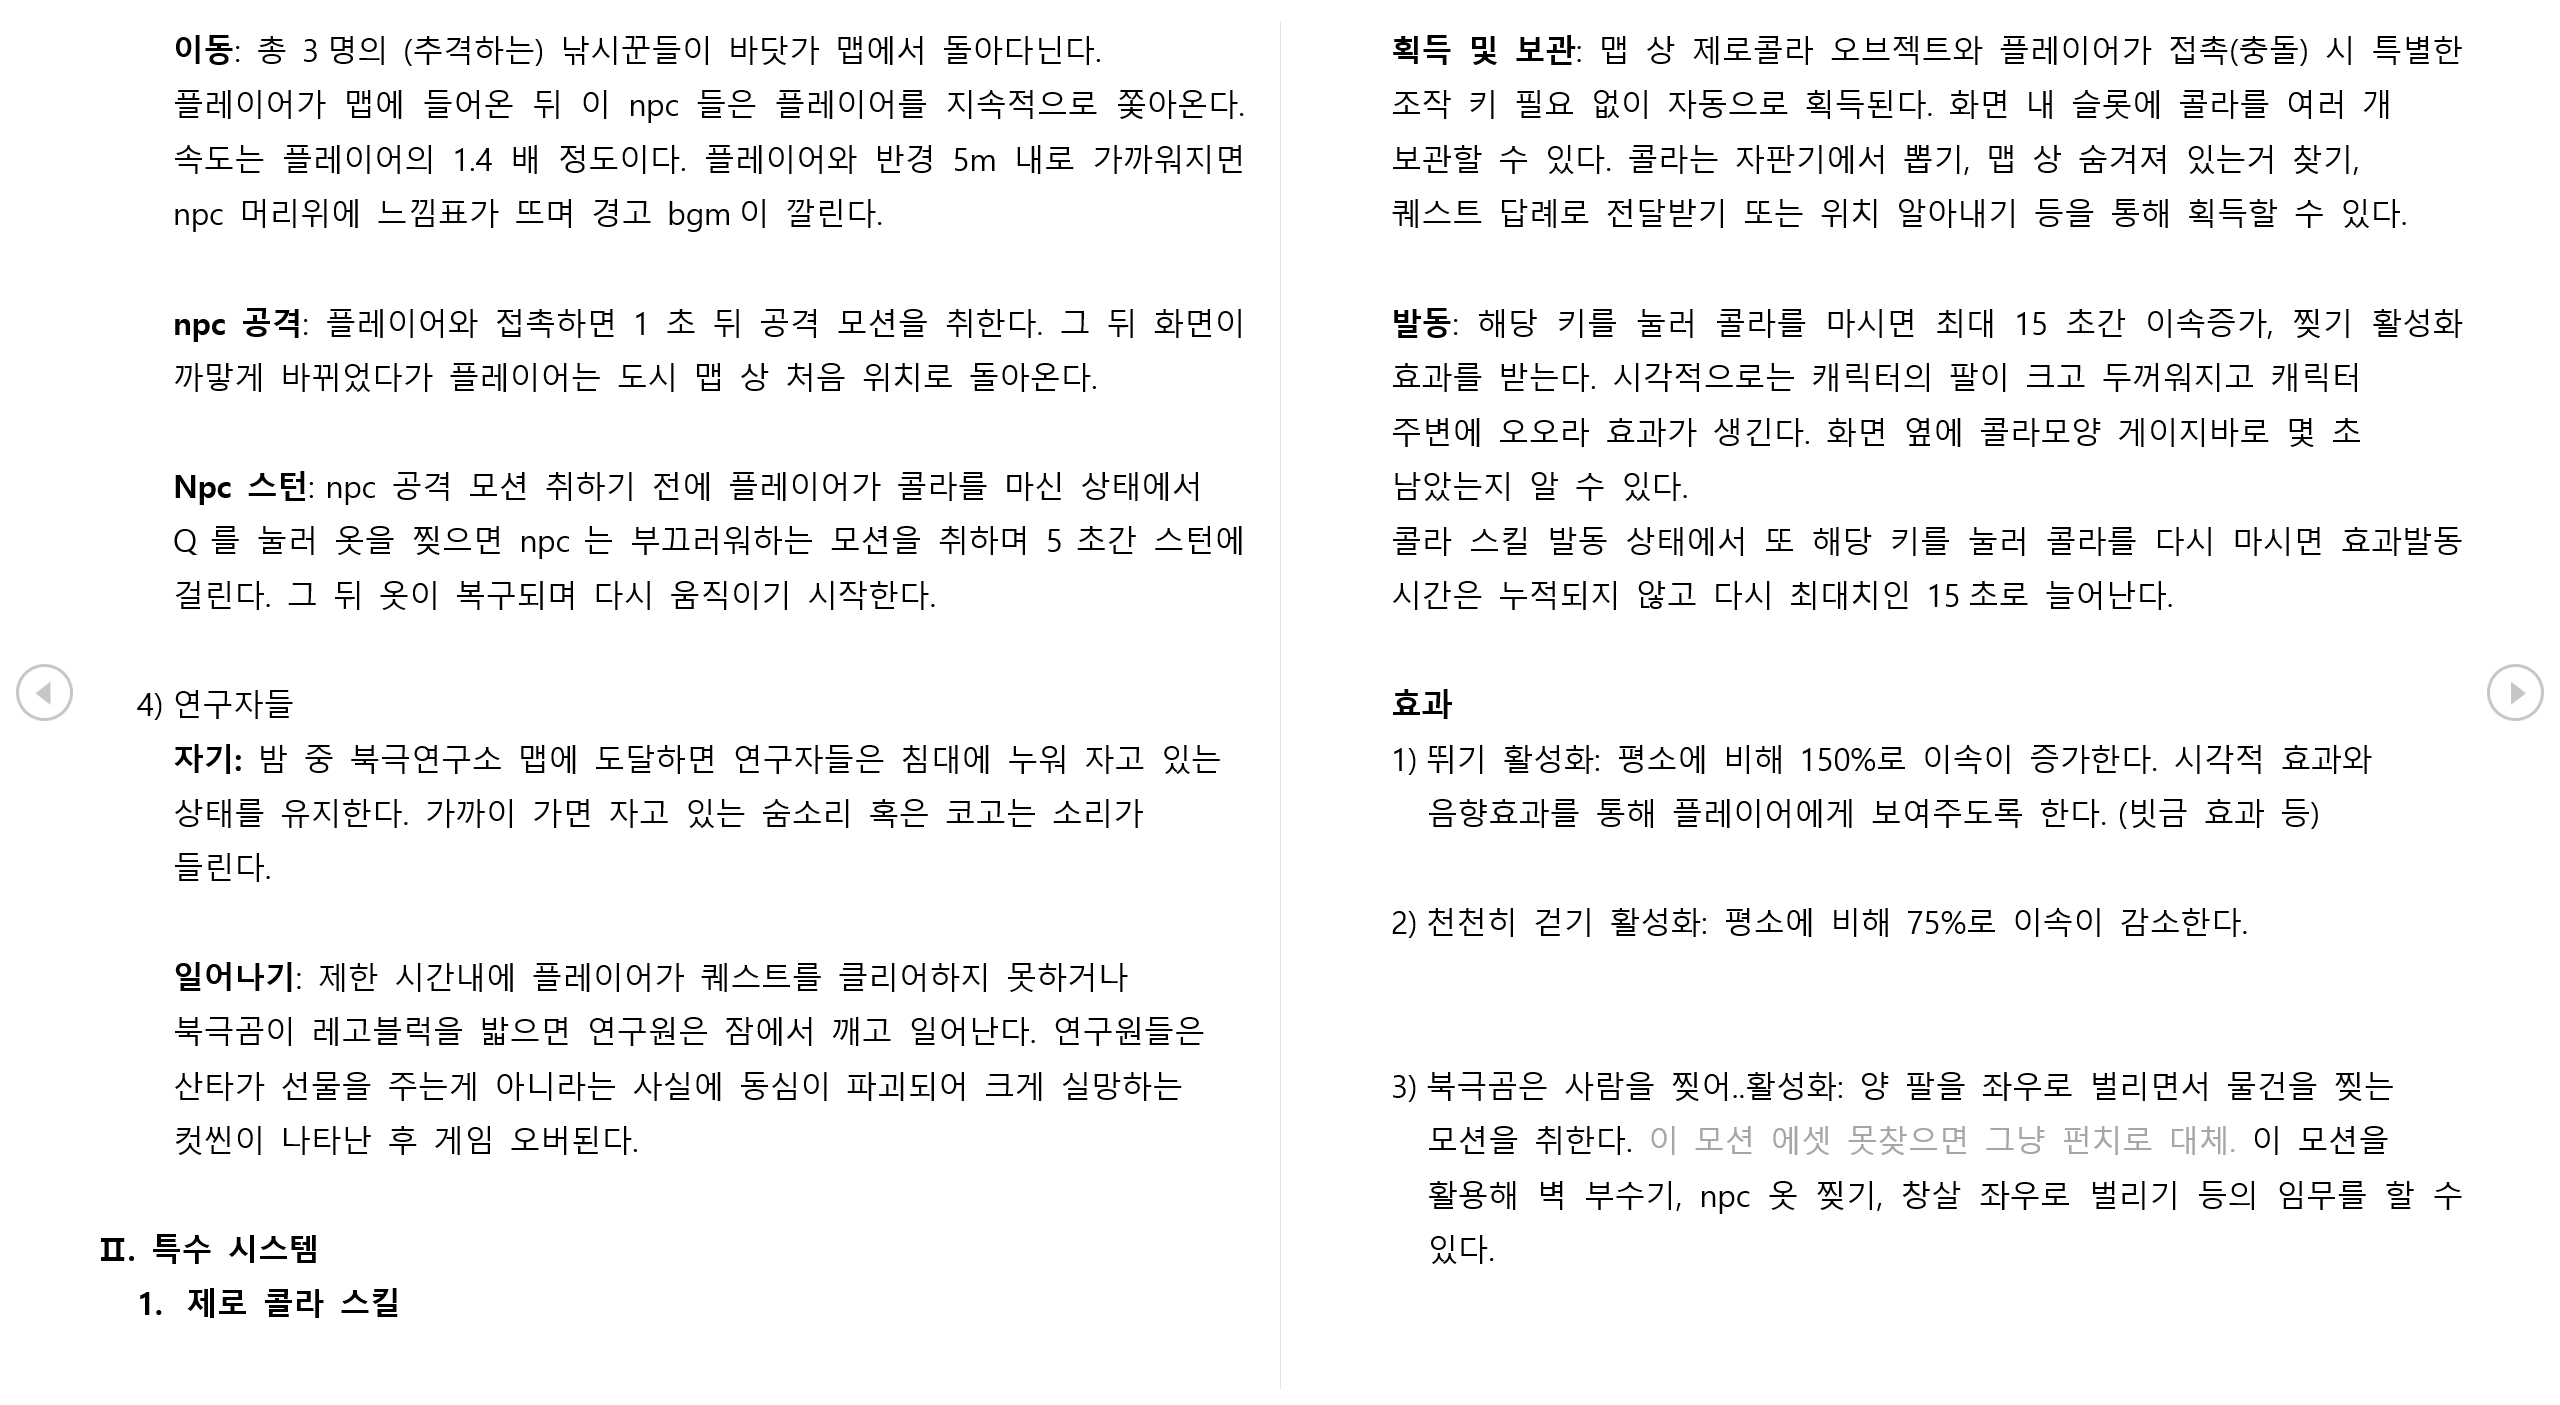 이동: 총 3명의 (추격하는) 낚시꾼들이 바닷가 맵에서 돌아다닌다.
플레이어가 맵에 들어온 뒤 이 npc 들은 플레이어를 지속적으로 쫓아온다.
속도는 플레이어의 1.4 배 정도이다. 플레이어와 반경 5m 내로 가까워지면
npc 머리위에 느낌표가 뜨며 경고 bgm이 깔린다.
npc 공격: 플레이어와 접촉하면 1 초 뒤 공격 모션을 취한다. 그 뒤 화면이
까맣게 바뀌었다가 플레이어는 도시 맵 상 처음 위치로 돌아온다.
Npc 스턴: npc 공격 모션 취하기 전에 플레이어가 콜라를 마신 상태에서
Q 를 눌러 옷을 찢으면 npc 는 부끄러워하는 모션을 취하며 5 초간 스턴에
걸린다. 그 뒤 옷이 복구되며 다시 움직이기 시작한다.
4) 연구자들
자기: 밤 중 북극연구소 맵에 도달하면 연구자들은 침대에 누워 자고 있는
상태를 유지한다. 가까이 가면 자고 있는 숨소리 혹은 코고는 소리가
들린다.
일어나기: 제한 시간내에 플레이어가 퀘스트를 클리어하지 못하거나
북극곰이 레고블럭을 밟으면 연구원은 잠에서 깨고 일어난다. 연구원들은
산타가 선물을 주는게 아니라는 사실에 동심이 파괴되어 크게 실망하는
컷씬이 나타난 후 게임 오버된다.
Ⅱ. 특수 시스템
1. 제로 콜라 스킬
획득 및 보관: 맵 상 제로콜라 오브젝트와 플레이어가 접촉(충돌) 시 특별한
조작 키 필요 없이 자동으로 획득된다. 화면 내 슬롯에 콜라를 여러 개
보관할 수 있다. 콜라는 자판기에서 뽑기, 맵 상 숨겨져 있는거 찾기,
퀘스트 답례로 전달받기 또는 위치 알아내기 등을 통해 획득할 수 있다.
발동: 해당 키를 눌러 콜라를 마시면 최대 15 초간 이속증가, 찢기 활성화
효과를 받는다. 시각적으로는 캐릭터의 팔이 크고 두꺼워지고 캐릭터
주변에 오오라 효과가 생긴다. 화면 옆에 콜라모양 게이지바로 몇 초
남았는지 알 수 있다.
콜라 스킬 발동 상태에서 또 해당 키를 눌러 콜라를 다시 마시면 효과발동
시간은 누적되지 않고 다시 최대치인 15초로 늘어난다.
효과
1) 뛰기 활성화: 평소에 비해 150%로 이속이 증가한다. 시각적 효과와
음향효과를 통해 플레이어에게 보여주도록 한다. (빗금 효과 등)
2) 천천히 걷기 활성화: 평소에 비해 75%로 이속이 감소한다.
3) 북극곰은 사람을 찢어..활성화: 양 팔을 좌우로 벌리면서 물건을 찢는
모션을 취한다. 이 모션 에셋 못찾으면 그냥 펀치로 대체. 이 모션을
활용해 벽 부수기, npc 옷 찢기, 창살 좌우로 벌리기 등의 임무를 할 수
있다.